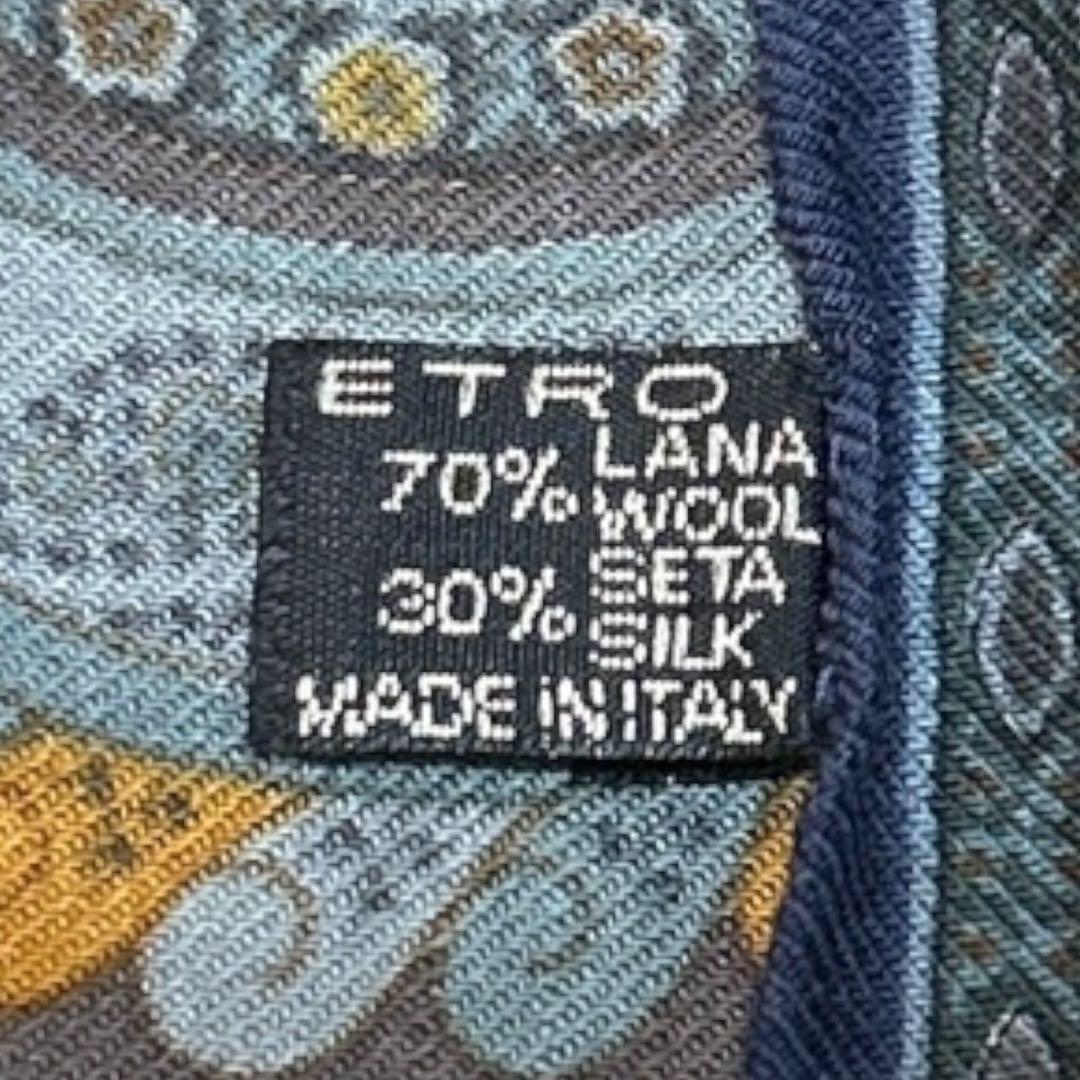 ETRO
70% LANA
WOOL
30% SETA
SILK
MADE IN ITALY